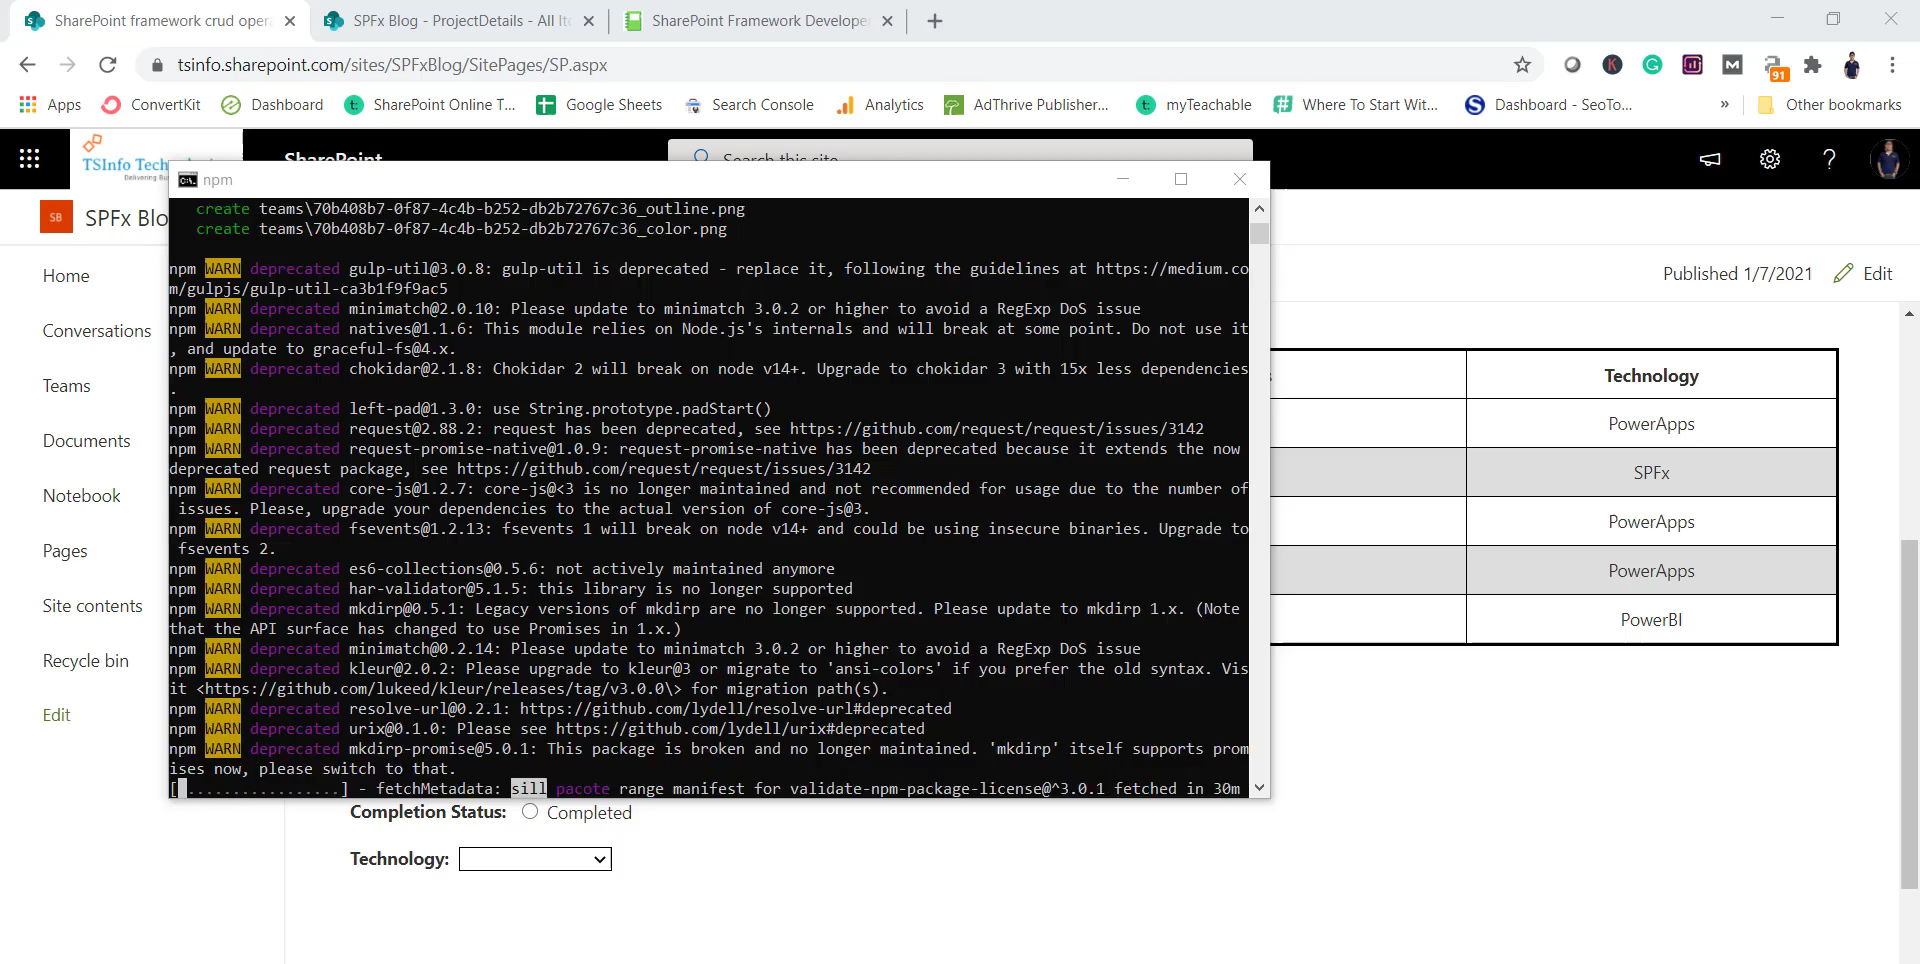 SharePoint framework crud oper
SPFx Blog - ProjectDetails - All It
SharePoint Framework Develope
tsinfo.sharepoint.com/sites/SPFxBlog/SitePages/SP.aspx
91
Apps
ConvertKit
Dashboard
SharePoint Online T...
Google Sheets
Search Console
Analytics
AdThrive Publisher...
myTeachable
Where To Start Wit...
Dashboard - SeoTo...
»
Other bookmarks
TSInfo Tech
SharePoint
Search this site
SB
SPFx Blo
Home
Conversations
Teams
Documents
Notebook
Pages
Site contents
Recycle bin
Edit
Published 1/7/2021
Edit
npm
create teams\70b408b7-0f87-4c4b-b252-db2b72767c36_outline.png
create teams\70b408b7-0f87-4c4b-b252-db2b72767c36_color.png
npm WARN deprecated gulp-util@3.0.8: gulp-util is deprecated - replace it, following the guidelines at https://medium.co
m/gulpjs/gulp-util-ca3b1f9f9ac5
npm WARN deprecated minimatch@2.0.10: Please update to minimatch 3.0.2 or higher to avoid a RegExp DoS issue
npm WARN deprecated natives@1.1.6: This module relies on Node.js's internals and will break at some point. Do not use it
, and update to graceful-fs@4.x.
npm WARN deprecated chokidar@2.1.8: Chokidar 2 will break on node v14+. Upgrade to chokidar 3 with 15x less dependencies
.
npm WARN deprecated left-pad@1.3.0: use String.prototype.padStart()
npm WARN deprecated request@2.88.2: request has been deprecated, see https://github.com/request/request/issues/3142
npm WARN deprecated request-promise-native@1.0.9: request-promise-native has been deprecated because it extends the now
deprecated request package, see https://github.com/request/request/issues/3142
npm WARN deprecated core-js@1.2.7: core-js@<3 is no longer maintained and not recommended for usage due to the number of
issues. Please, upgrade your dependencies to the actual version of core-js@3.
npm WARN deprecated fsevents@1.2.13: fsevents 1 will break on node v14+ and could be using insecure binaries. Upgrade to
fsevents 2.
npm WARN deprecated es6-collections@0.5.6: not actively maintained anymore
npm WARN deprecated har-validator@5.1.5: this library is no longer supported
npm WARN deprecated mkdirp@0.5.1: Legacy versions of mkdirp are no longer supported. Please update to mkdirp 1.x. (Note
that the API surface has changed to use Promises in 1.x.)
npm WARN deprecated minimatch@0.2.14: Please update to minimatch 3.0.2 or higher to avoid a RegExp DoS issue
npm WARN deprecated kleur@2.0.2: Please upgrade to kleur@3 or migrate to 'ansi-colors' if you prefer the old syntax. Vis
it <https://github.com/lukeed/kleur/releases/tag/v3.0.0\> for migration path(s).
npm WARN deprecated resolve-url@0.2.1: https://github.com/lydell/resolve-url#deprecated
npm WARN deprecated urix@0.1.0: Please see https://github.com/lydell/urix#deprecated
npm WARN deprecated mkdirp-promise@5.0.1: This package is broken and no longer maintained. 'mkdirp' itself supports prom
ises now, please switch to that.
[ .................] - fetchMetadata: sill pacote range manifest for validate-npm-package-license@^3.0.1 fetched in 30m
Technology
PowerApps
SPFx
PowerApps
PowerApps
PowerBI
Completion Status:
Completed
Technology: